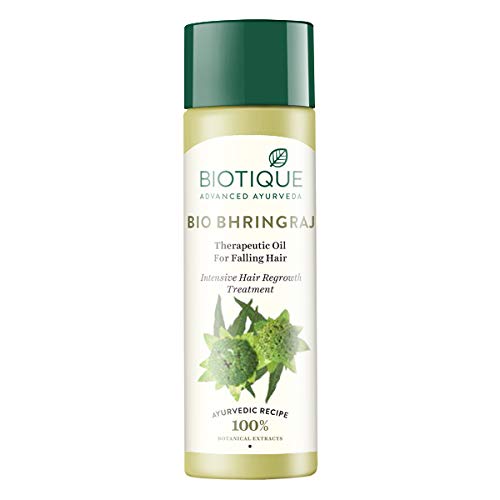 BIOTIQUE
ADVANCED AYURVEDA
BIO BHRINGRAJ
Therapeutic Oil
For Falling Hair
Intensive Hair Regrowth
Treatment
AYURVEDIC RECIPE
100%
BOTANICAL EXTRACTS